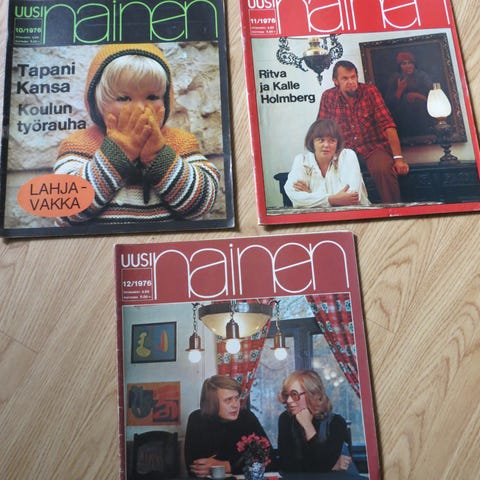 UUSI
nainen
10/1976
Tapani
Kansa
Koulun
työrauha
LAHJA-
VAKKA
UUSI
nainen
11/1976
Ritva
ja Kalle
Holmberg
UUSI
nainen
12/1976